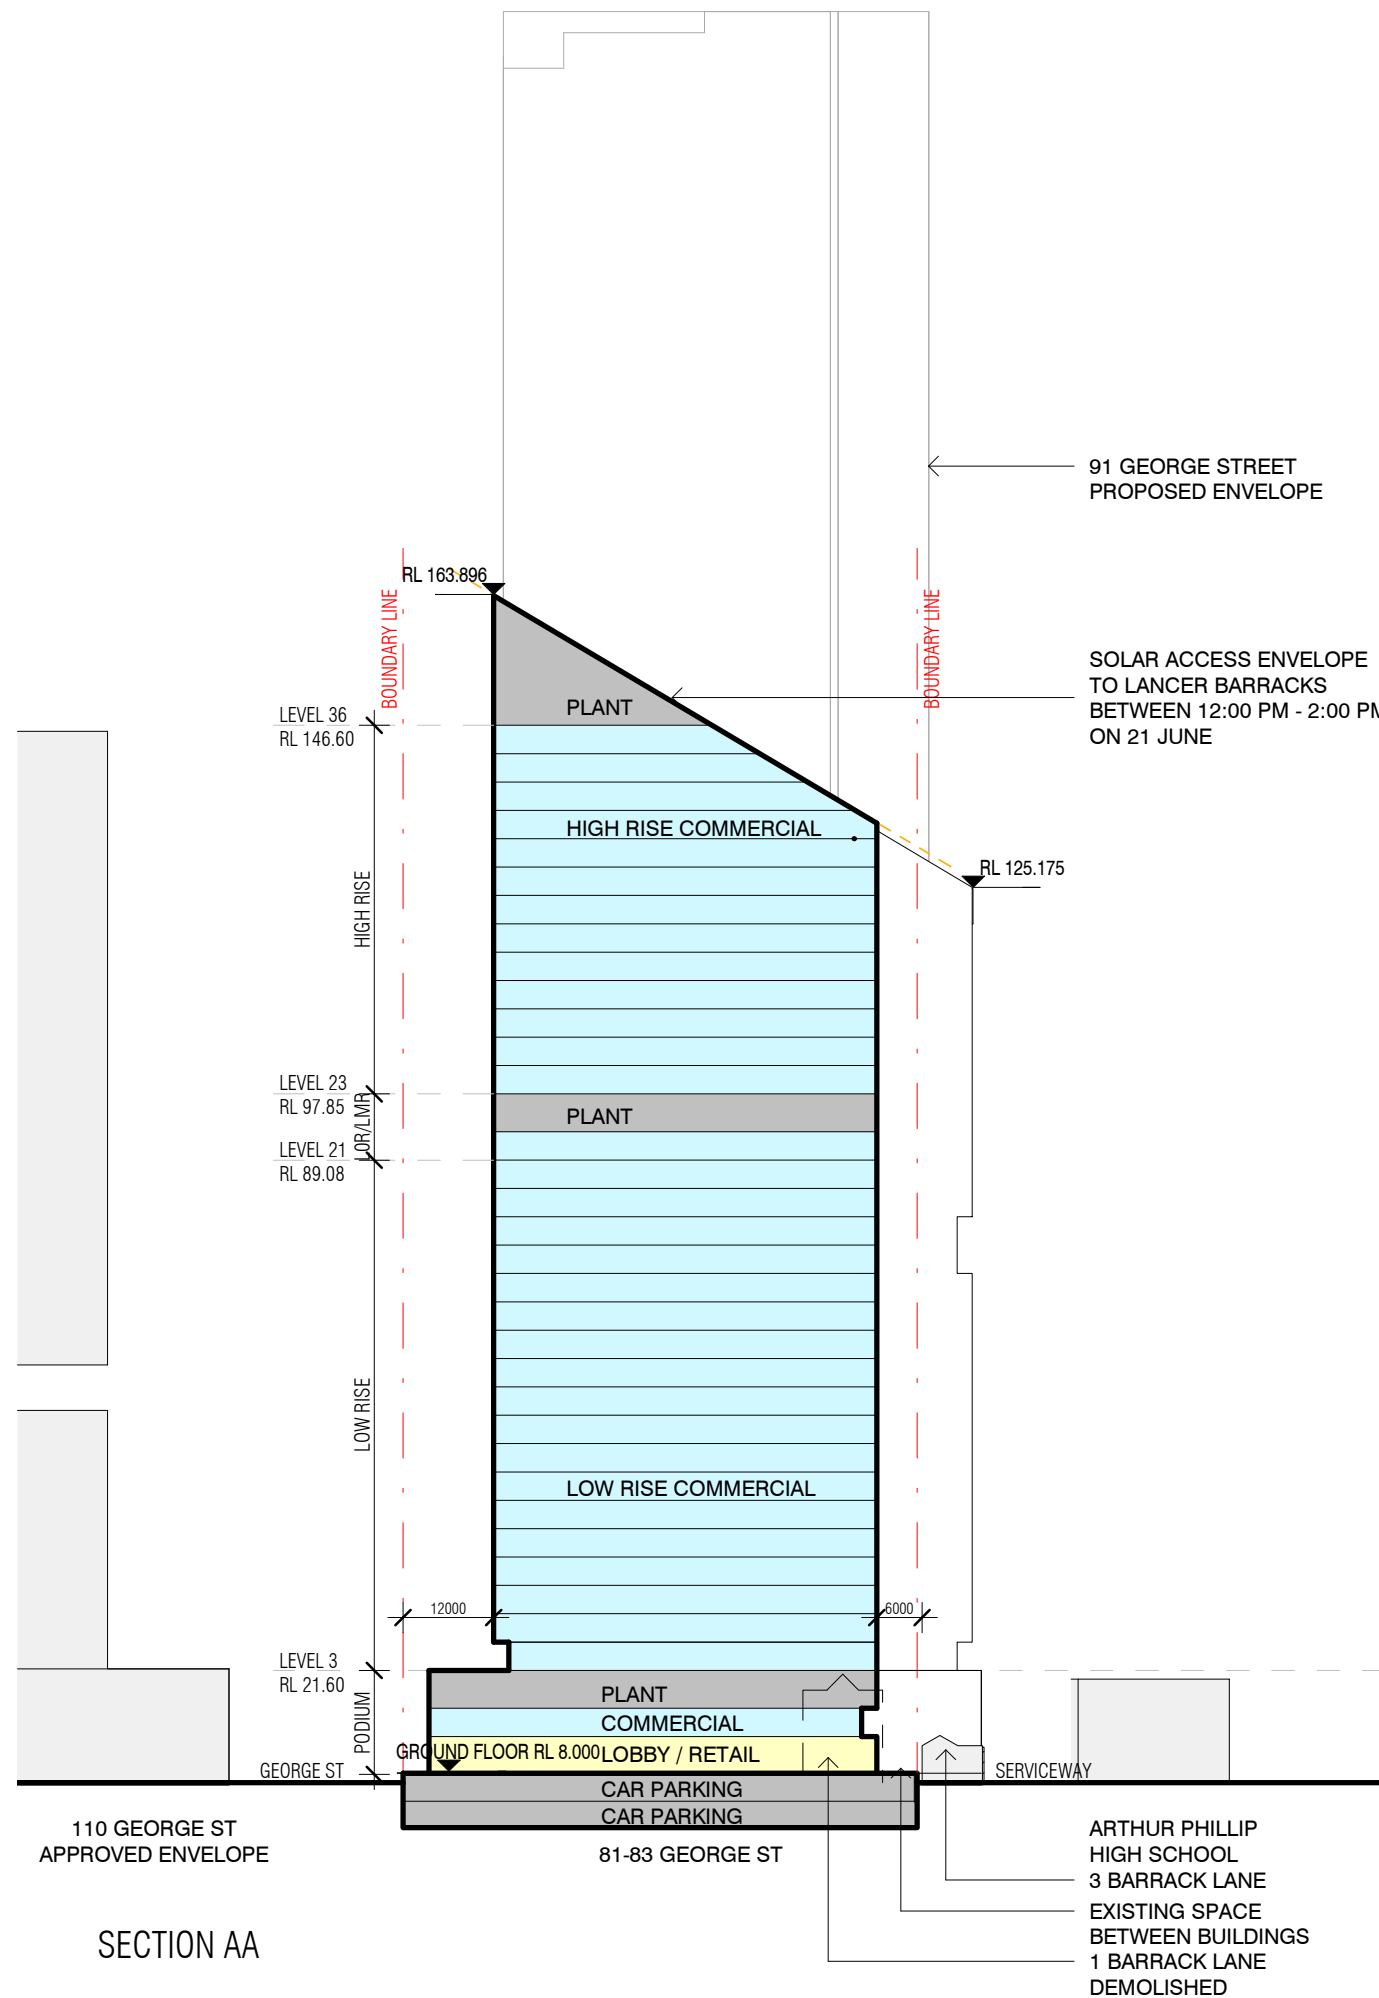 91 GEORGE STREET
PROPOSED ENVELOPE
RL 163.896
BOUNDARY LINE
BOUNDARY LINE
SOLAR ACCESS ENVELOPE
TO LANCER BARRACKS
BETWEEN 12:00 PM - 2:00 PM
ON 21 JUNE
PLANT
LEVEL 36
RL 146.60
HIGH RISE COMMERCIAL
RL 125.175
HIGH RISE
LEVEL 23
RL 97.85
PLANT
LOR/LMR
LEVEL 21
RL 89.08
LOW RISE
LOW RISE COMMERCIAL
12000
6000
LEVEL 3
RL 21.60
PLANT
PODIUM
COMMERCIAL
GROUND FLOOR RL 8.000
LOBBY / RETAIL
GEORGE ST
SERVICEWAY
CAR PARKING
CAR PARKING
110 GEORGE ST
APPROVED ENVELOPE
81-83 GEORGE ST
ARTHUR PHILLIP
HIGH SCHOOL
3 BARRACK LANE
EXISTING SPACE
BETWEEN BUILDINGS
1 BARRACK LANE
DEMOLISHED
SECTION AA